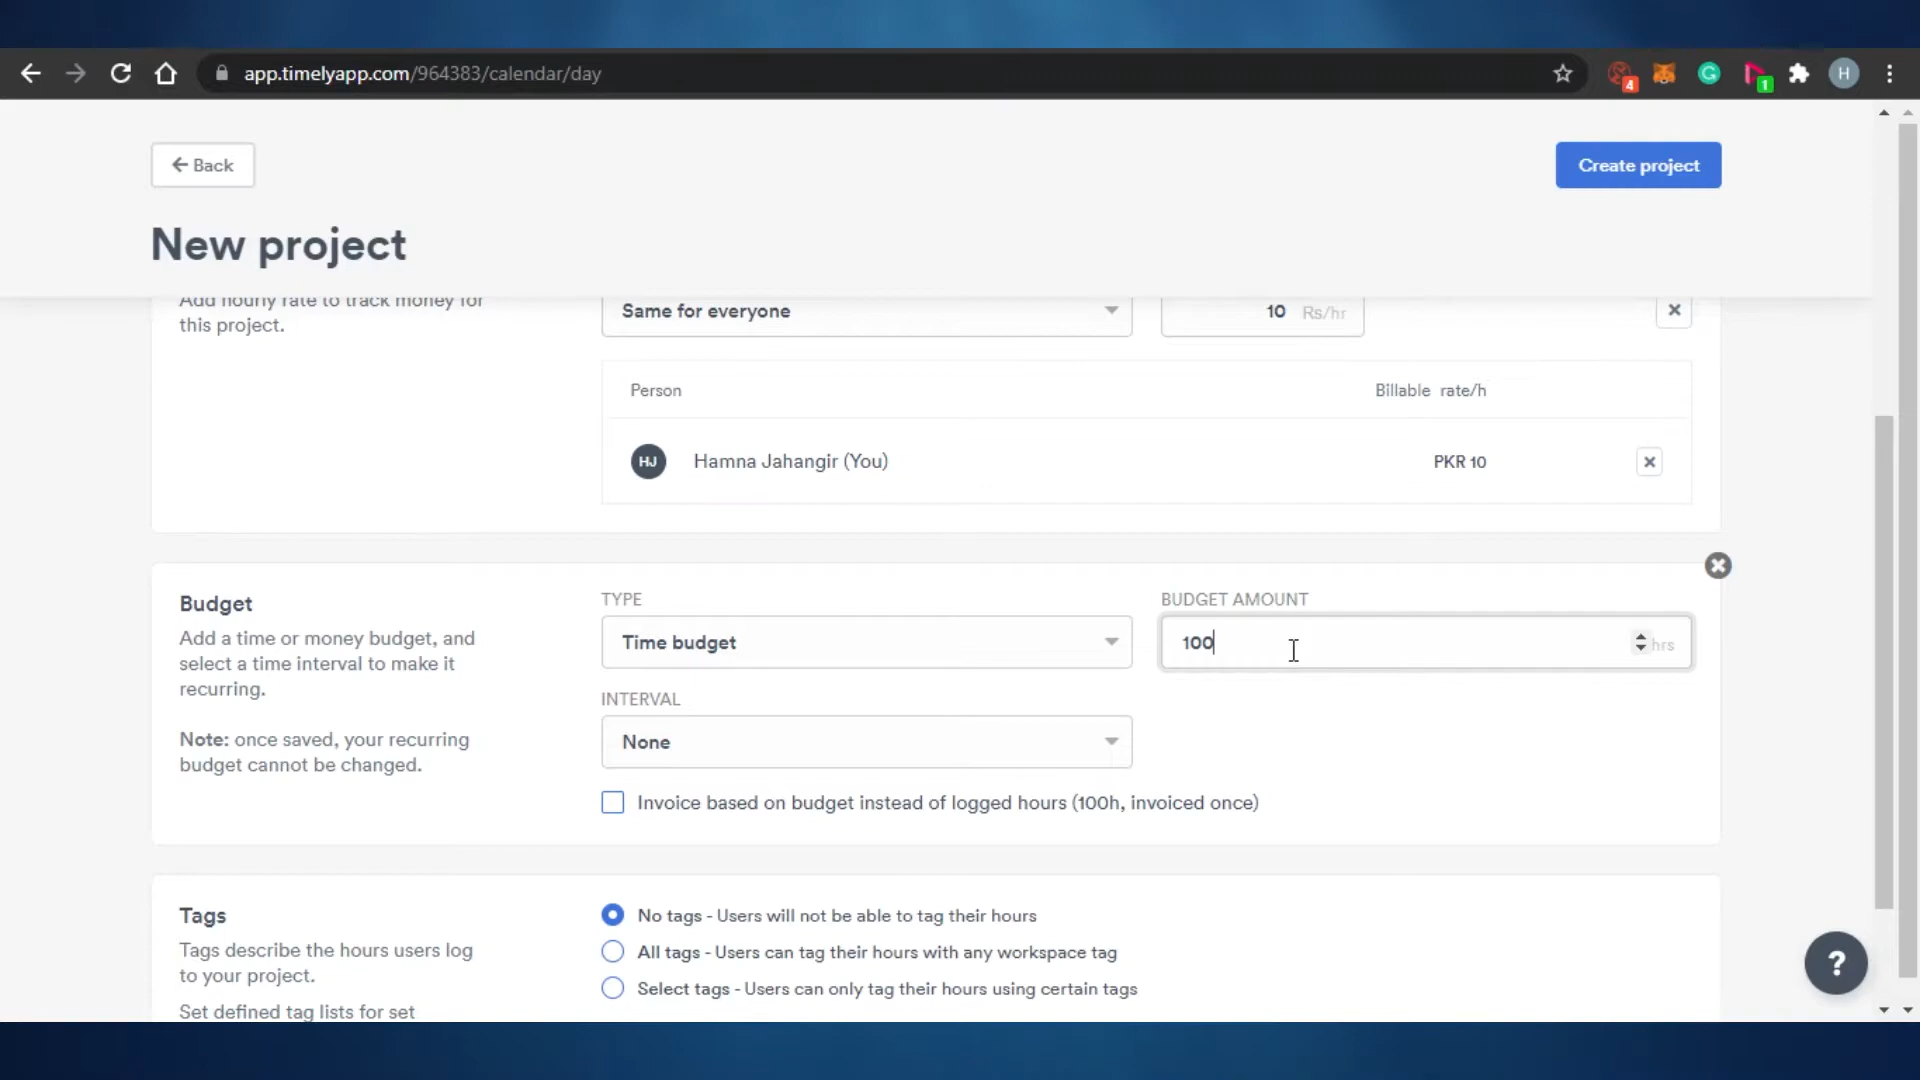 app.timelyapp.com/964383/calendar/day
4
G
1
H
Back
Create project
New project
Add hourly rate to track money for
this project.
Same for everyone
10 Rs/hr
Person
Billable rate/h
HJ
Hamna Jahangir (You)
PKR 10
Budget
Add a time or money budget, and
select a time interval to make it
recurring.
Note: once saved, your recurring
budget cannot be changed.
TYPE
Time budget
BUDGET AMOUNT
100
hrs
INTERVAL
None
Invoice based on budget instead of logged hours (100h, invoiced once)
Tags
Tags describe the hours users log
to your project.
Set defined tag lists for set
No tags - Users will not be able to tag their hours
All tags - Users can tag their hours with any workspace tag
Select tags - Users can only tag their hours using certain tags
?